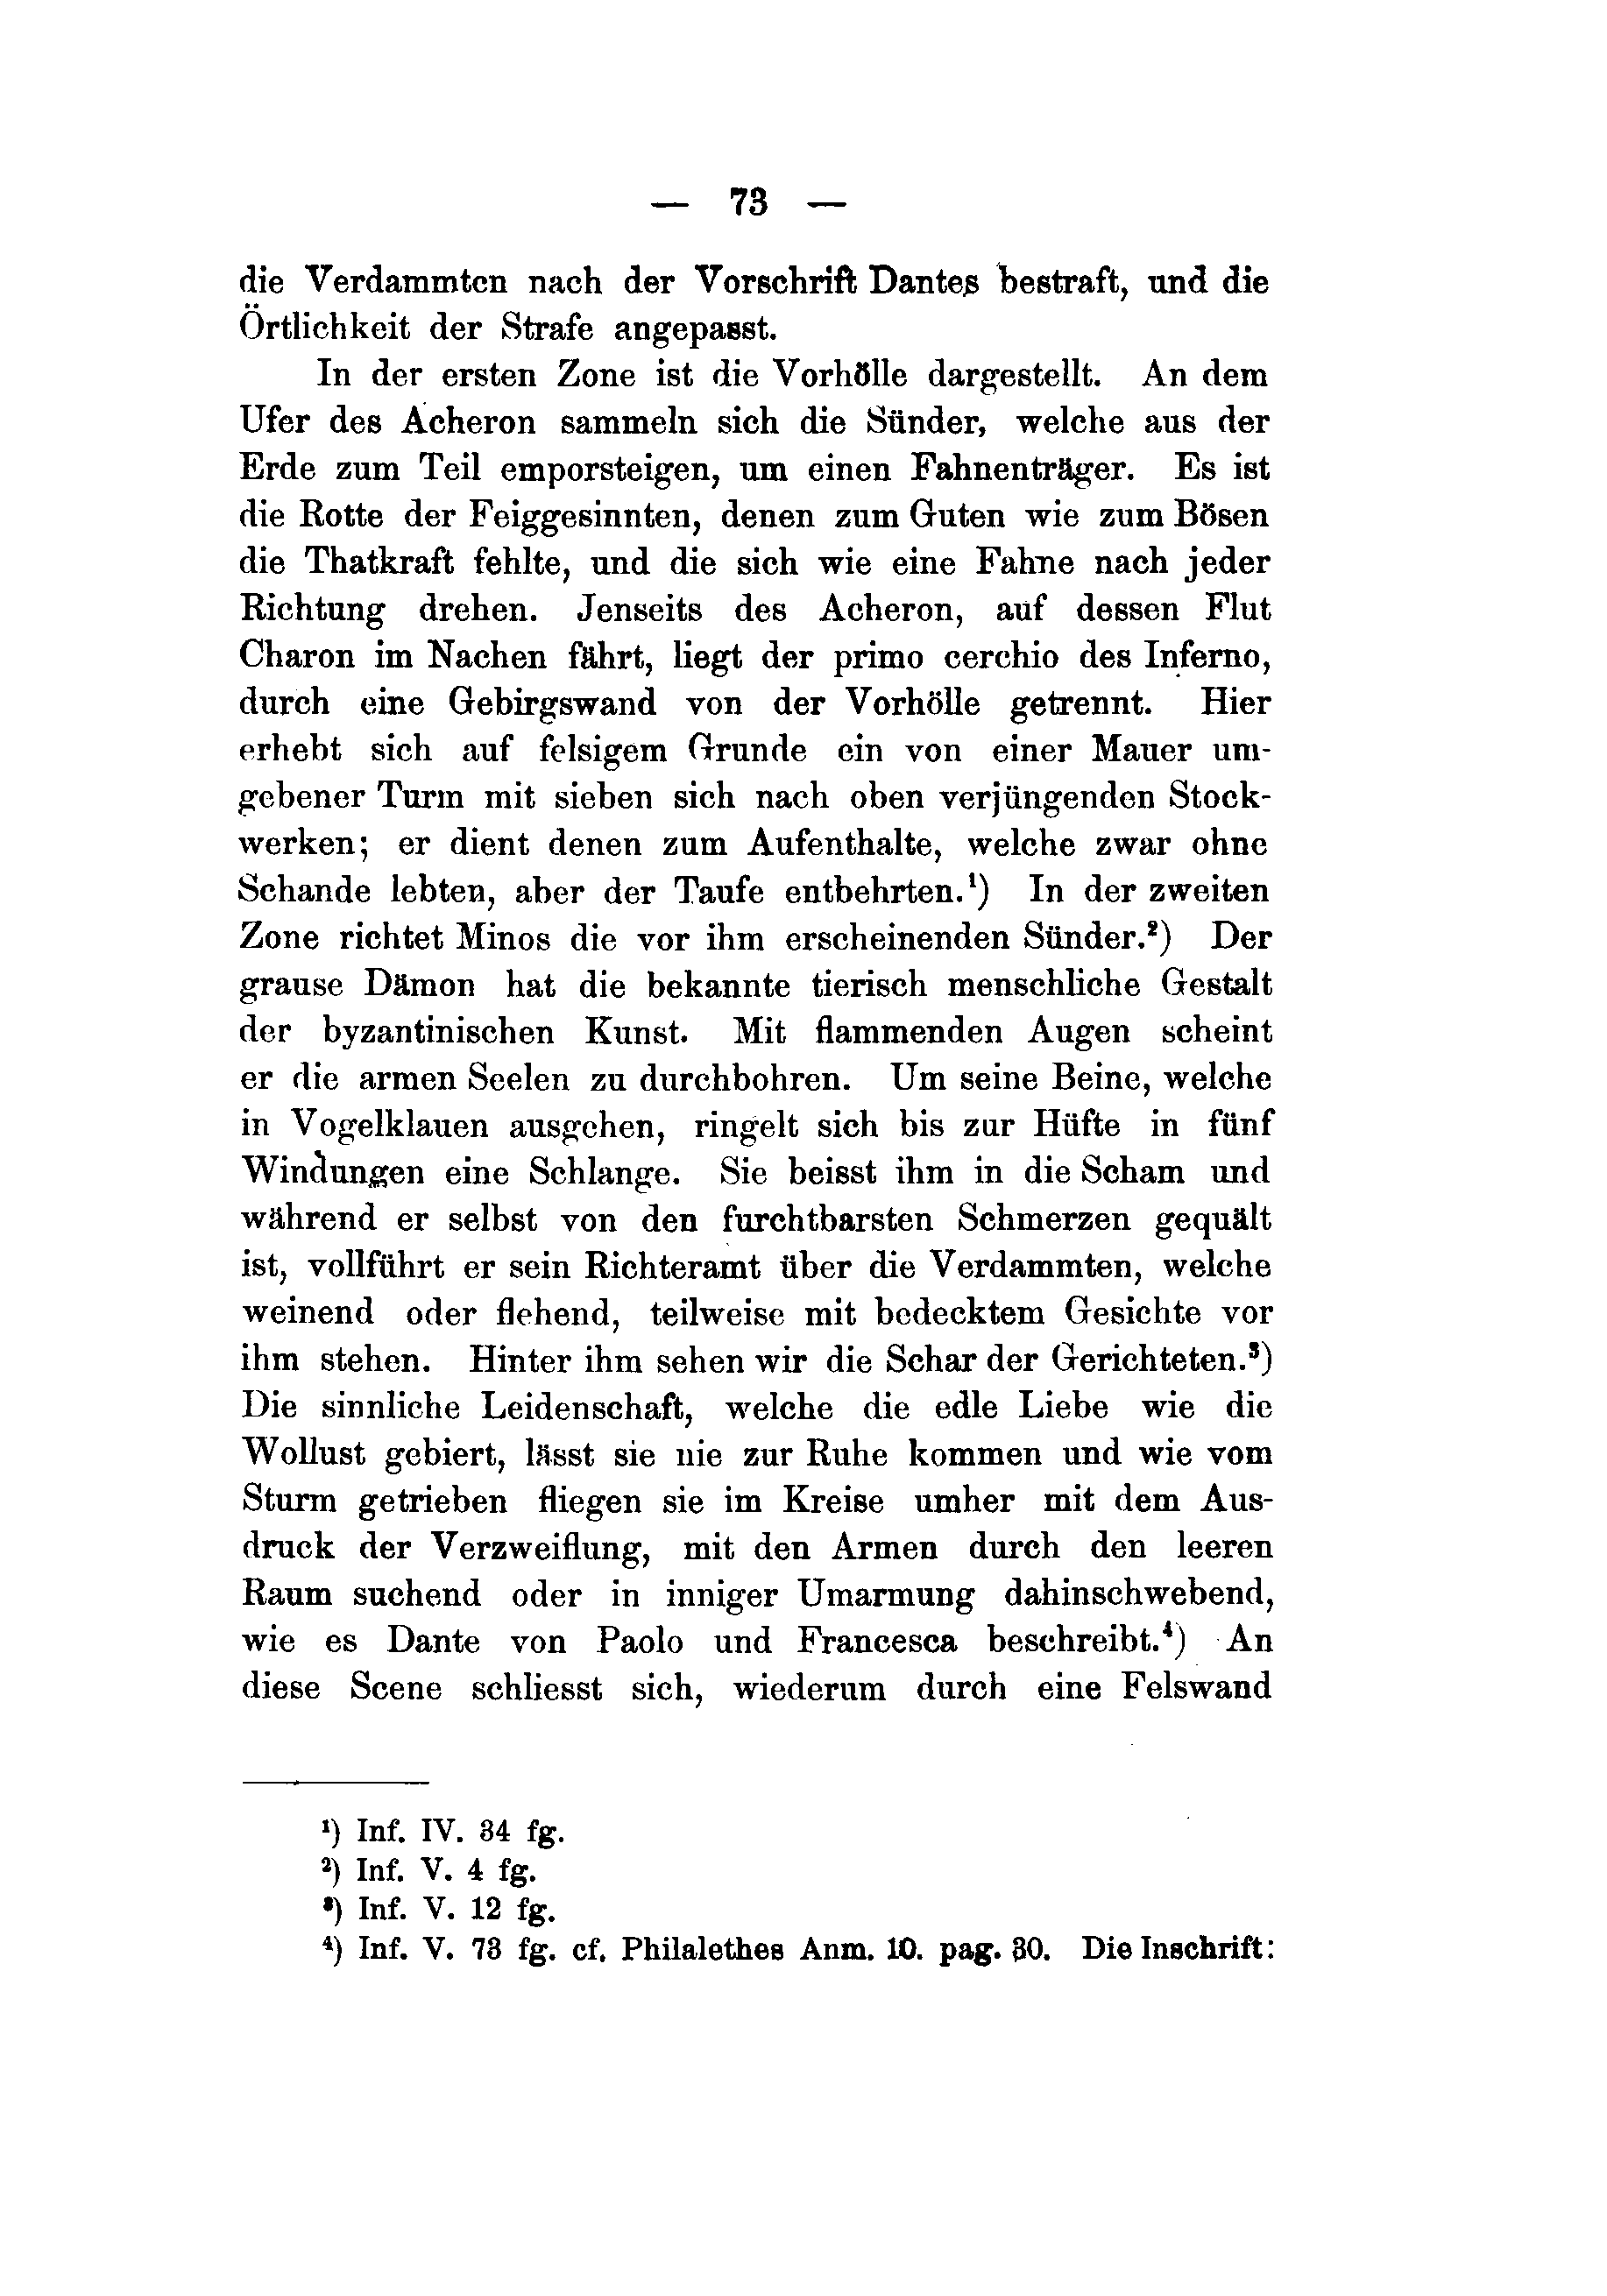 — 73 —
die Verdammten nach der Vorschrift Dantes bestraft, und die
Örtlichkeit der Strafe angepasst.
In der ersten Zone ist die Vorhölle dargestellt. An dem
Ufer des Acheron sammeln sich die Sünder, welche aus der
Erde zum Teil emporsteigen, um einen Fahnenträger. Es ist
die Rotte der Feiggesinnten, denen zum Guten wie zum Bösen
die Thatkraft fehlte, und die sich wie eine Fahne nach jeder
Richtung drehen. Jenseits des Acheron, auf dessen Flut
Charon im Nachen fährt, liegt der primo cerchio des Inferno,
durch eine Gebirgswand von der Vorhölle getrennt. Hier
erhebt sich auf felsigem Grunde ein von einer Mauer um-
gebener Turm mit sieben sich nach oben verjüngenden Stock-
werken; er dient denen zum Aufenthalte, welche zwar ohne
Schande lebten, aber der Taufe entbehrten.¹) In der zweiten
Zone richtet Minos die vor ihm erscheinenden Sünder.²) Der
grause Dämon hat die bekannte tierisch menschliche Gestalt
der byzantinischen Kunst. Mit flammenden Augen scheint
er die armen Seelen zu durchbohren. Um seine Beine, welche
in Vogelklauen ausgehen, ringelt sich bis zur Hüfte in fünf
Windungen eine Schlange. Sie beisst ihm in die Scham und
während er selbst von den furchtbarsten Schmerzen gequält
ist, vollführt er sein Richteramt über die Verdammten, welche
weinend oder flehend, teilweise mit bedecktem Gesichte vor
ihm stehen. Hinter ihm sehen wir die Schar der Gerichteten.³)
Die sinnliche Leidenschaft, welche die edle Liebe wie die
Wollust gebiert, lässt sie nie zur Ruhe kommen und wie vom
Sturm getrieben fliegen sie im Kreise umher mit dem Aus-
druck der Verzweiflung, mit den Armen durch den leeren
Raum suchend oder in inniger Umarmung dahinschwebend,
wie es Dante von Paolo und Francesca beschreibt.⁴) An
diese Scene schliesst sich, wiederum durch eine Felswand
¹) Inf. IV. 34 fg.
²) Inf. V. 4 fg.
³) Inf. V. 12 fg.
⁴) Inf. V. 73 fg. cf. Philalethes Anm. 10. pag. 30. Die Inschrift: